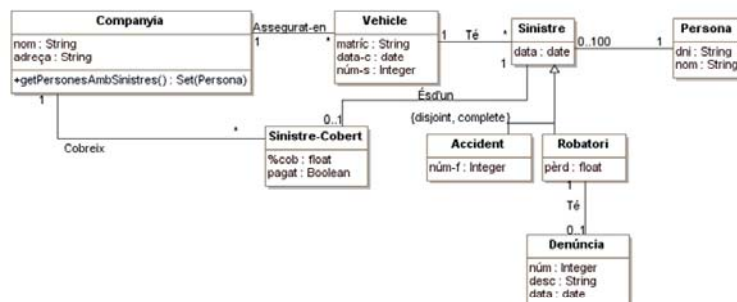 Companyia
nom : String
adreça : String
+getPersonesAmbSinistres() : Set(Persona)
Assegurat-en
1
*
Vehicle
matríc : String
data-c : date
núm-s : Integer
1
Té
*
Sinistre
data : date
0..100
1
Persona
dni : String
nom : String
1
1
Ésd'un
0..1
{disjoint, complete}
Cobreix
*
Sinistre-Cobert
%cob : float
pagat : Boolean
Accident
núm-f : Integer
Robatori
pèrd : float
1
Té
0..1
Denúncia
núm : Integer
desc : String
data : date